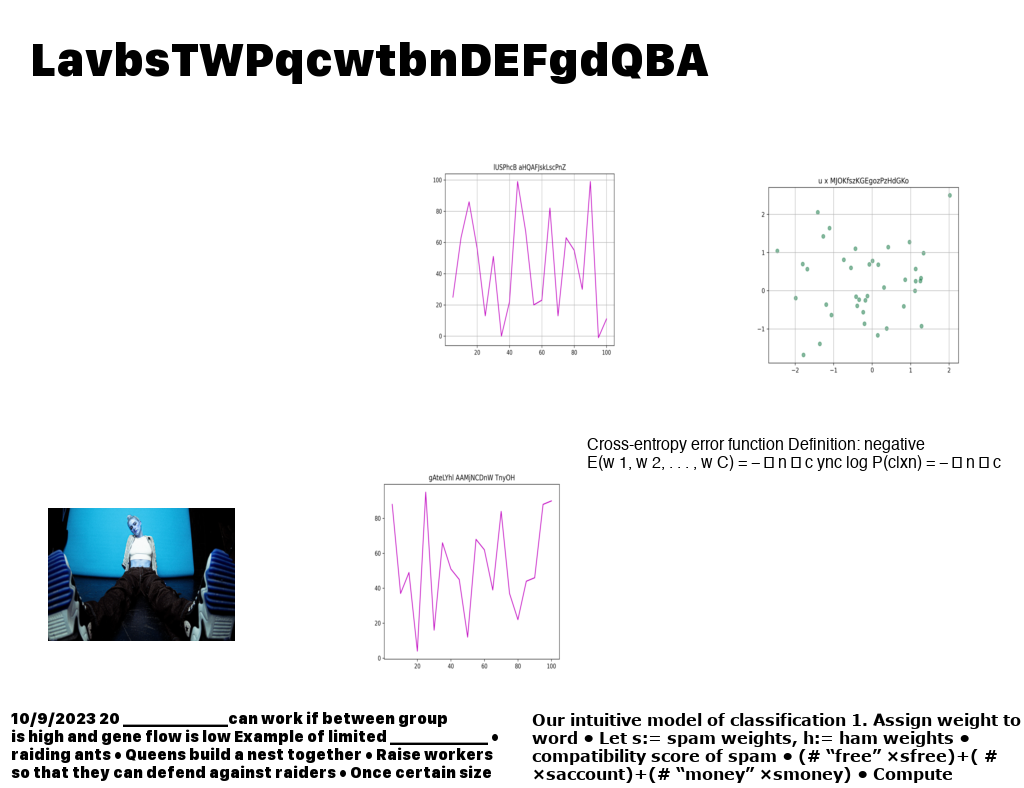 LavbsTWPqcwtbnDEFgdQBA
100
80
60
40
20
0
20 40 60 80 100
u x MJOKfszKGEgozPzHdGKo
2
1
0
−1
−2 −1 0 1 2
Cross-entropy error function Definition: negative
E(w 1, w 2, . . . , w C) = – □ n □ c ync log P(c|xn) = – □ n □ c
gAteLYhl AAMjNCDnW TnyOH
80
60
40
20
0
20 40 60 80 100
10/9/2023 20 _____________can work if between group
is high and gene flow is low Example of limited ____________ •
raiding ants • Queens build a nest together • Raise workers
so that they can defend against raiders • Once certain size
Our intuitive model of classification 1. Assign weight to
word • Let s:= spam weights, h:= ham weights •
compatibility score of spam • (# “free” ×sfree)+( #
×saccount)+(# “money” ×smoney) • Compute